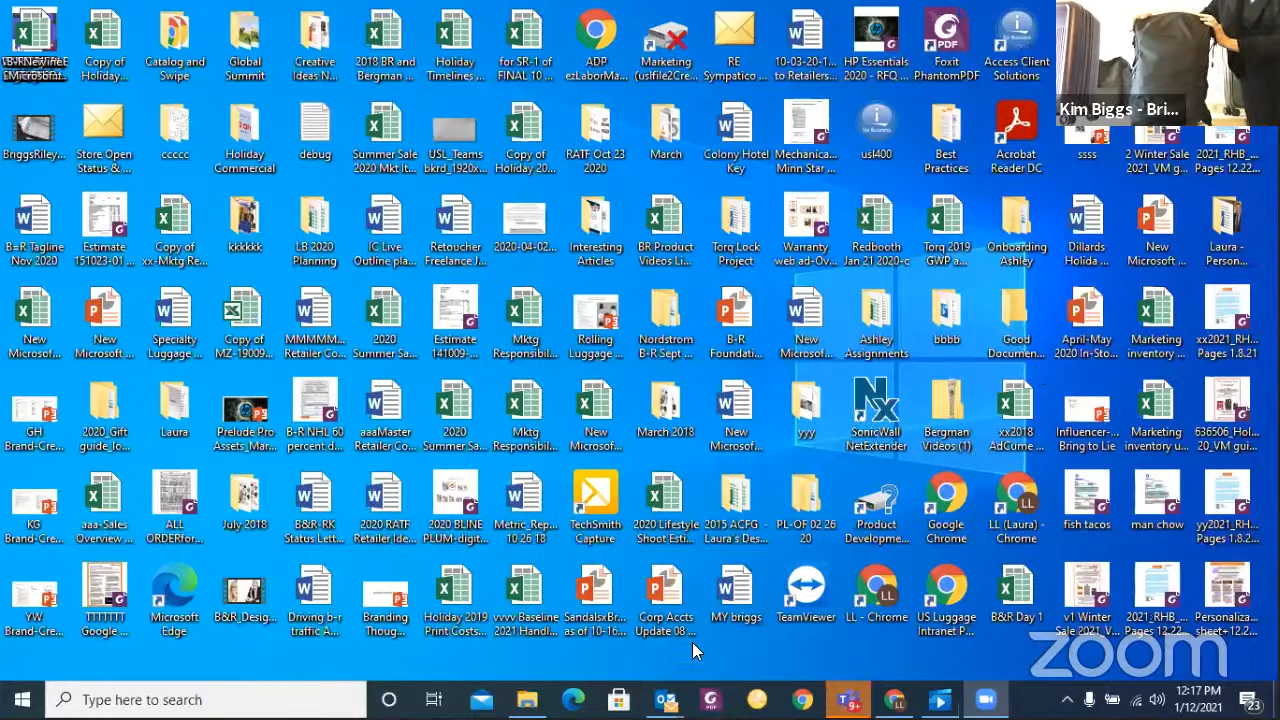 Copy of
Holiday...
Catalog and
Swipe
Global
Summit
Creative
Ideas N...
2018 BR and
Bergman ...
Holiday
Timelines ...
for SR-1 of
FINAL 10 ...
ADP
ezLaborMa...
Marketing
(uslfile2Cre...
RE
Sympatico ...
10-03-20-1...
to Retailers...
HP Essentials
2020 - RFQ ...
PDF
Foxit
PhantomPDF
for Business
Access Client
Solutions
Kim Biggs - Bri...
BriggsRiley...
Store Open
Status & ...
ccccc
Holiday
Commercial
debug
Summer Sale
2020 Mkt It...
USL_Teams
bkrd_1920x...
Copy of
Holiday 20...
RATF Oct 23
2020
March
Colony Hotel
Key
Mechanica...
Minn Star ...
for Business
usl400
Best
Practices
Acrobat
Reader DC
ssss
2 Winter Sale
2021_VM g...
2021_RHB_...
Pages 12.22...
B=R Tagline
Nov 2020
Estimate
151023-01 ...
Copy of
xx-Mktg Re...
kkkkkk
LB 2020
Planning
IC Live
Outline pla...
Retoucher
Freelance J...
2020-04-02...
Interesting
Articles
BR Product
Videos Li...
Torq Lock
Project
Warranty
web ad-Ov...
Redbooth
Jan 21 2020-c
Torq 2019
GWP a...
Onboarding
Ashley
Dillards
Holida ...
New
Microsoft ...
Laura -
Person...
New
Microsof...
New
Microsoft ...
Specialty
Luggage ...
Copy of
MZ-19009...
MMMMM...
Retailer Co...
2020
Summer Sa...
Estimate
141009-...
Mktg
Responsibil...
Rolling
Luggage ...
Nordstrom
B-R Sept ...
B-R
Foundati...
New
Microsof...
Ashley
Assignments
bbbb
Good
Documen...
April-May
2020 In-Sto...
Marketing
inventory ...
xx2021_RH...
Pages 1.8.21
GH
Brand-Cre...
2020_Gift
guide_lo...
Laura
Prelude Pro
Assets_Mar...
B-R NHL 60
percent d...
aaaMaster
Retailer Co...
2020
Summer Sa...
Mktg
Responsibil...
New
Microsof...
March 2018
New
Microsof...
yyy
SonicWall
NetExtender
Bergman
Videos (1)
xx2018
AdCome ...
Influencer-...
Bring to Lie
Marketing
inventory u...
636506_Hol...
20_VM gui...
KG
Brand-Cre...
aaa-Sales
Overview ...
ALL
ORDERfor...
July 2018
B&R-RK
Status Lett...
2020 RATF
Retailer Ide...
2020 BLINE
PLUM-digit...
Metric_Rep...
10 26 18
TechSmith
Capture
2020 Lifestyle
Shoot Esti...
2015 ACFG -
Laura's Des...
PL-OF 02 26
20
Product
Developme...
Google
Chrome
LL
LL (Laura) -
Chrome
fish tacos
man chow
yy2021_RH...
Pages 1.8.2...
YW
Brand-Cre...
TTTTTTT
Google ...
Microsoft
Edge
B&R_Desig...
Driving b-r
traffic A...
Branding
Thoug...
Holiday 2019
Print Costs...
vvvv Baseline
2021 Handl...
SandalsxBr...
as of 10-16...
Corp Accts
Update 08 ...
MY briggs
TeamViewer
LL
LL - Chrome
US Luggage
Intranet P...
B&R Day 1
v1 Winter
Sale 2021_V...
2021_RHB_...
Pages 12.22...
Personaliza...
sheet+12.2...
zoom
Type here to search
12:17 PM
1/12/2021
23